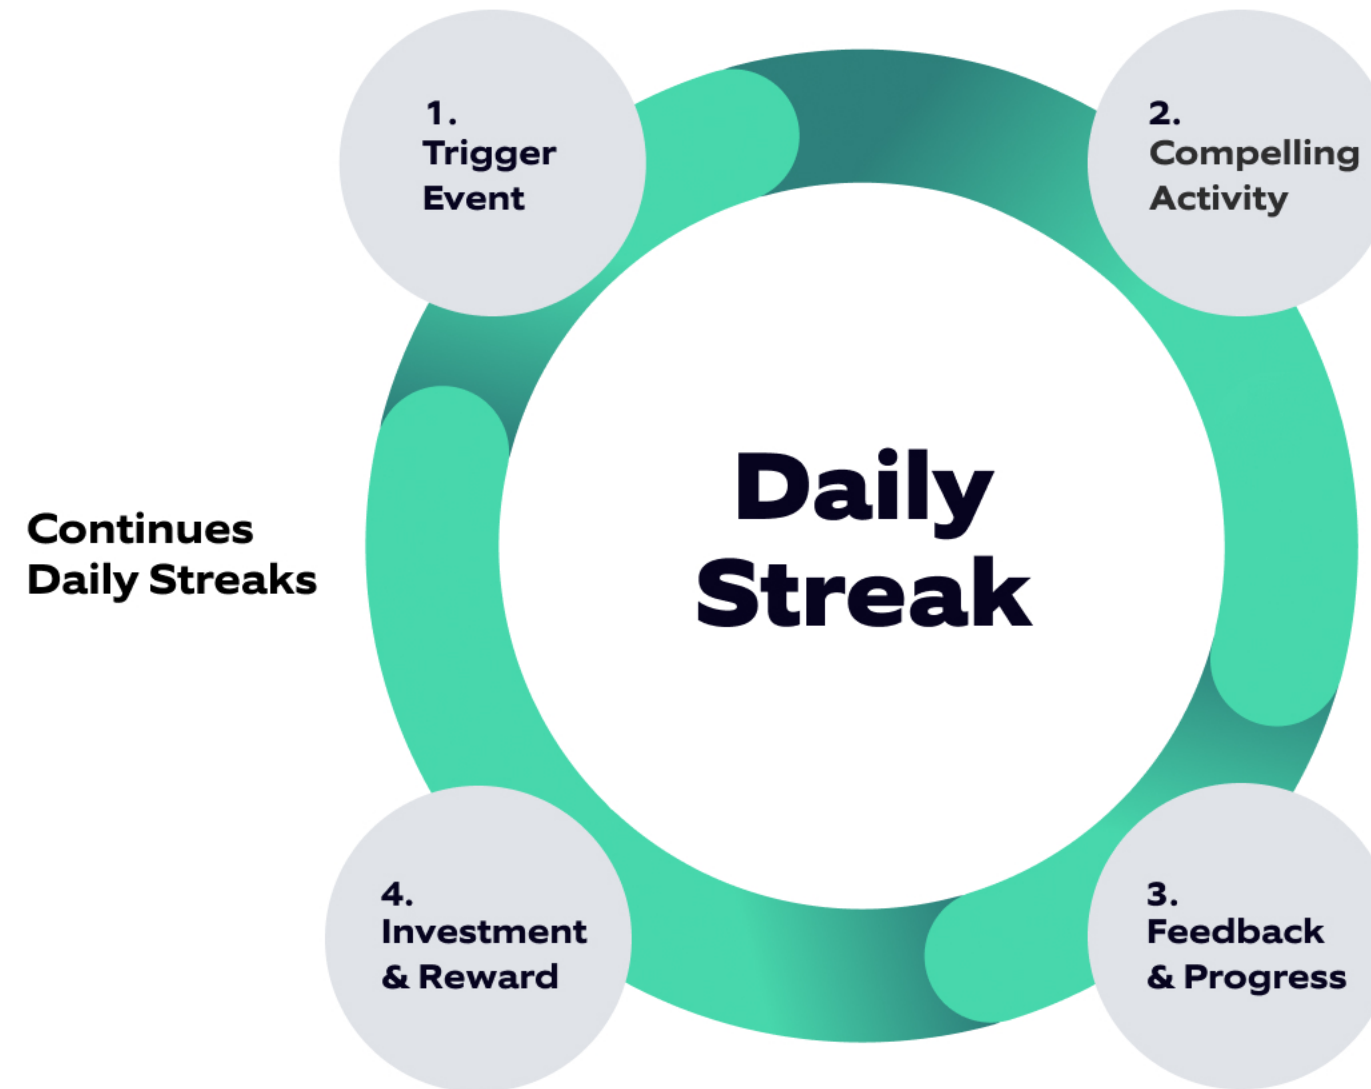 1.
Trigger
Event
2.
Compelling
Activity
Daily
Streak
Continues
Daily Streaks
3.
Feedback
& Progress
4.
Investment
& Reward